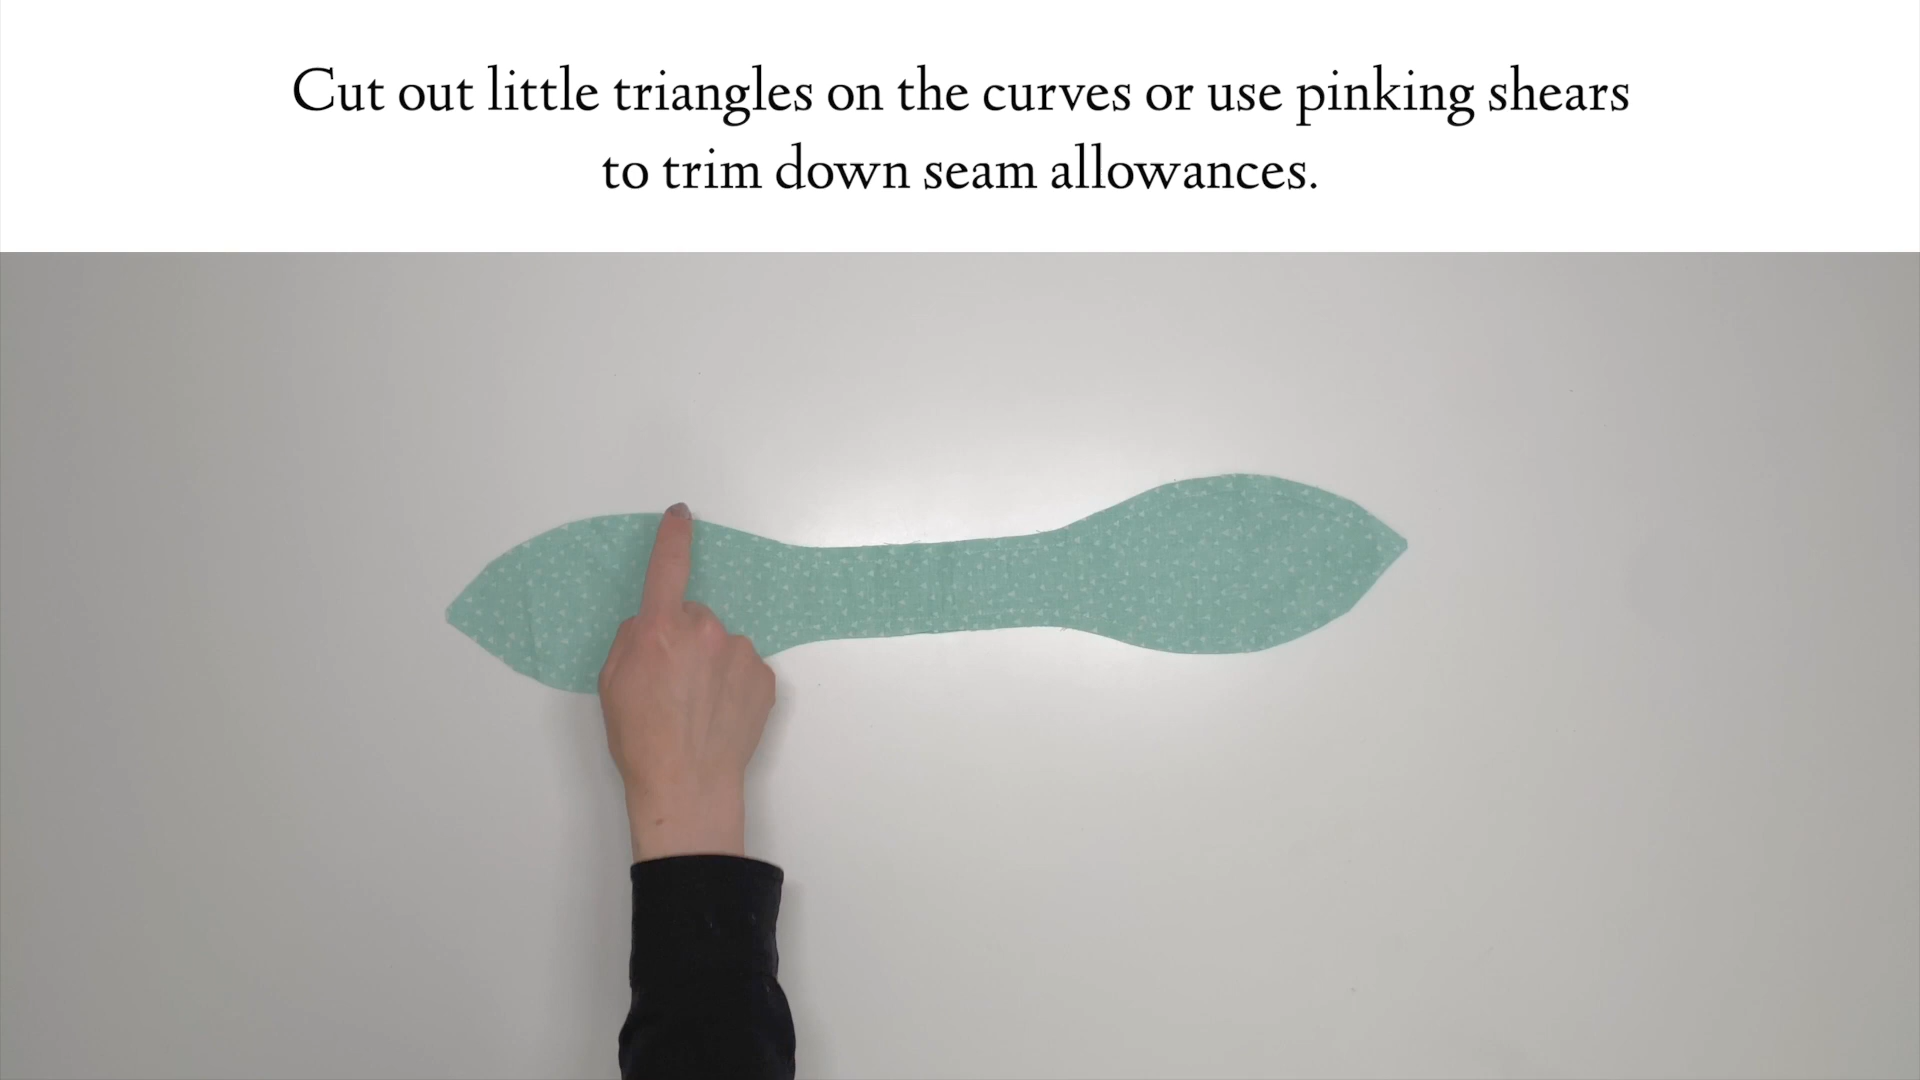 Cut out little triangles on the curves or use pinking shears
to trim down seam allowances.